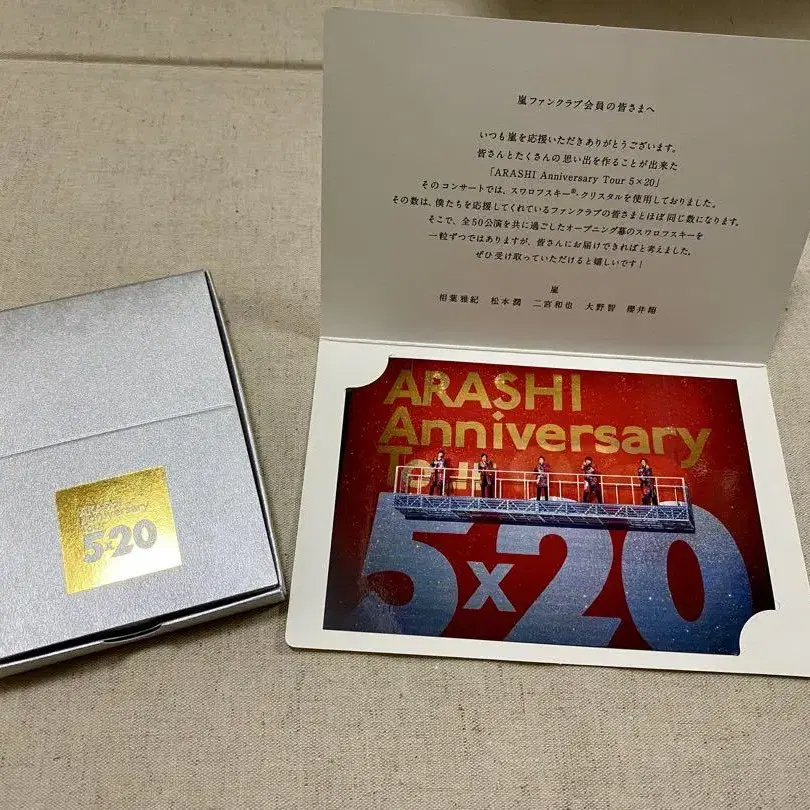 嵐ファンクラブ会員の皆さまへ
いつも嵐を応援いただきありがとうございます。
皆さんとたくさんの思い出を作ることが出来た
「ARASHI Anniversary Tour 5×20」
そのコンサートでは、スワロフスキー®・クリスタルを使用しておりました。
その数は、僕たちを応援してくれているファンクラブの皆さまとほぼ同じ数になります。
そこで、全50公演を共に過ごしたオープニング幕のスワロフスキーを
一粒ずつではありますが、皆さんにお届けできればと考えました。
ぜひ受け取っていただけると嬉しいです！
嵐
相葉雅紀 松本潤 二宮和也 大野智 櫻井翔
ARASHI
Anniversary
Tour
5x20
ARASHI
Anniversary
Tour
5x20